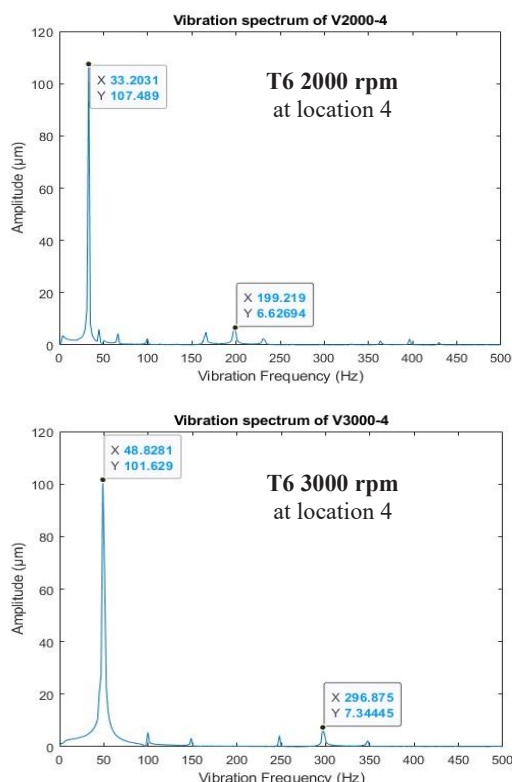 Vibration spectrum of V2000-4
120
100
80
60
40
20
0
Amplitude (µm)
X 33.2031
Y 107.489
T6 2000 rpm
at location 4
X 199.219
Y 6.62694
0 50 100 150 200 250 300 350 400 450 500
Vibration Frequency (Hz)
Vibration spectrum of V3000-4
120
100
80
60
40
20
0
Amplitude (µm)
X 48.8281
Y 101.629
T6 3000 rpm
at location 4
X 296.875
Y 7.34445
0 50 100 150 200 250 300 350 400 450 500
Vibration Frequency (Hz)